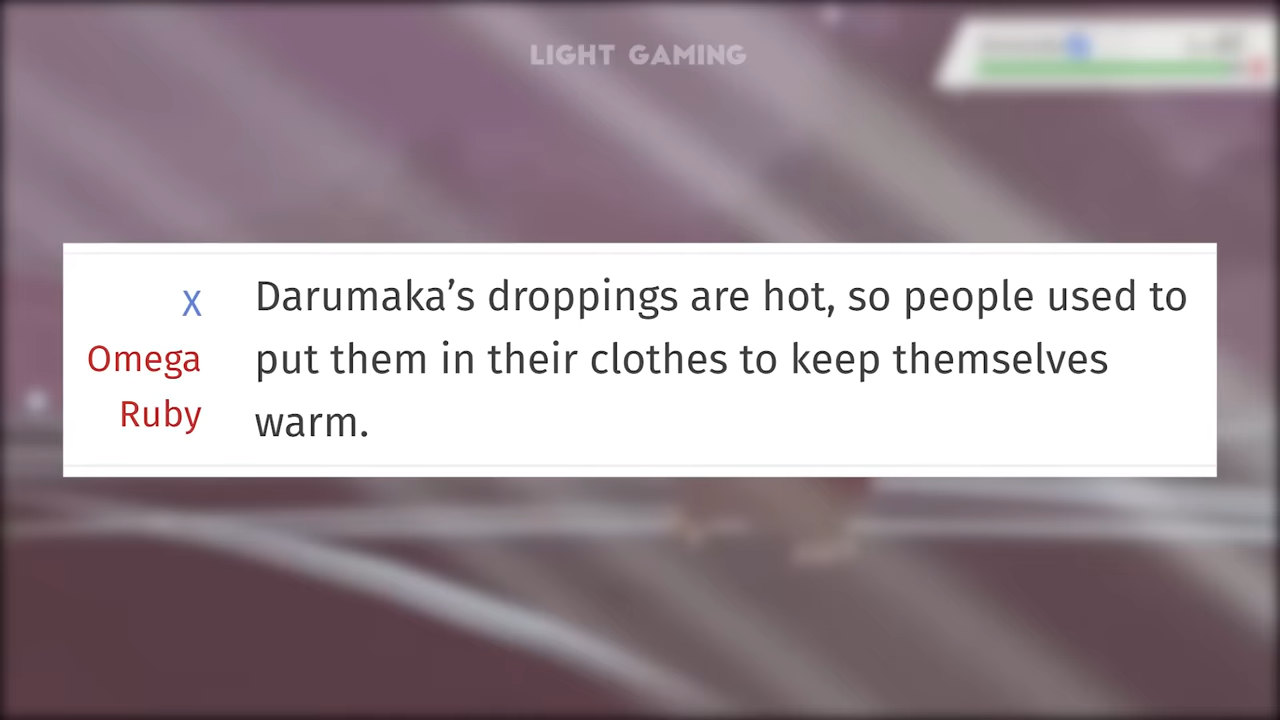 LIGHT GAMING
X
Omega
Ruby
Darumaka’s droppings are hot, so people used to
put them in their clothes to keep themselves
warm.